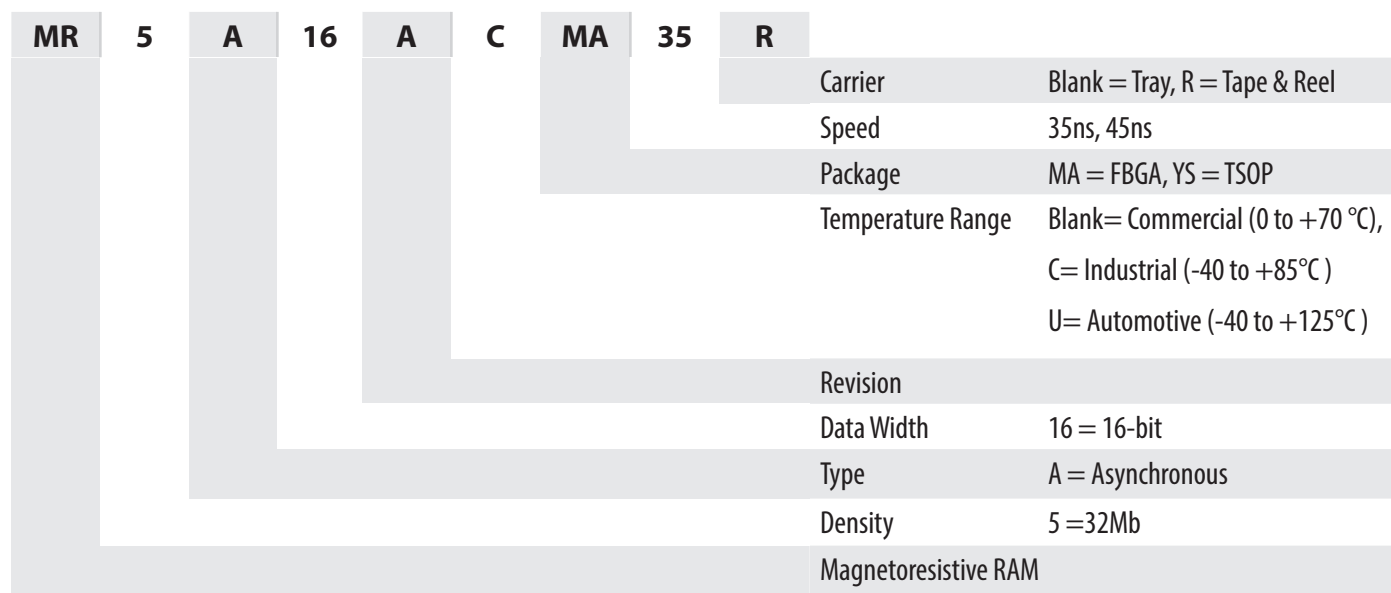 MR 5 A 16 A C MA 35 R
Carrier Blank = Tray, R = Tape & Reel
Speed 35ns, 45ns
Package MA = FBGA, YS = TSOP
Temperature Range Blank= Commercial (0 to +70 °C),
C= Industrial (-40 to +85°C )
U= Automotive (-40 to +125°C )
Revision
Data Width 16 = 16-bit
Type A = Asynchronous
Density 5 =32Mb
Magnetoresistive RAM